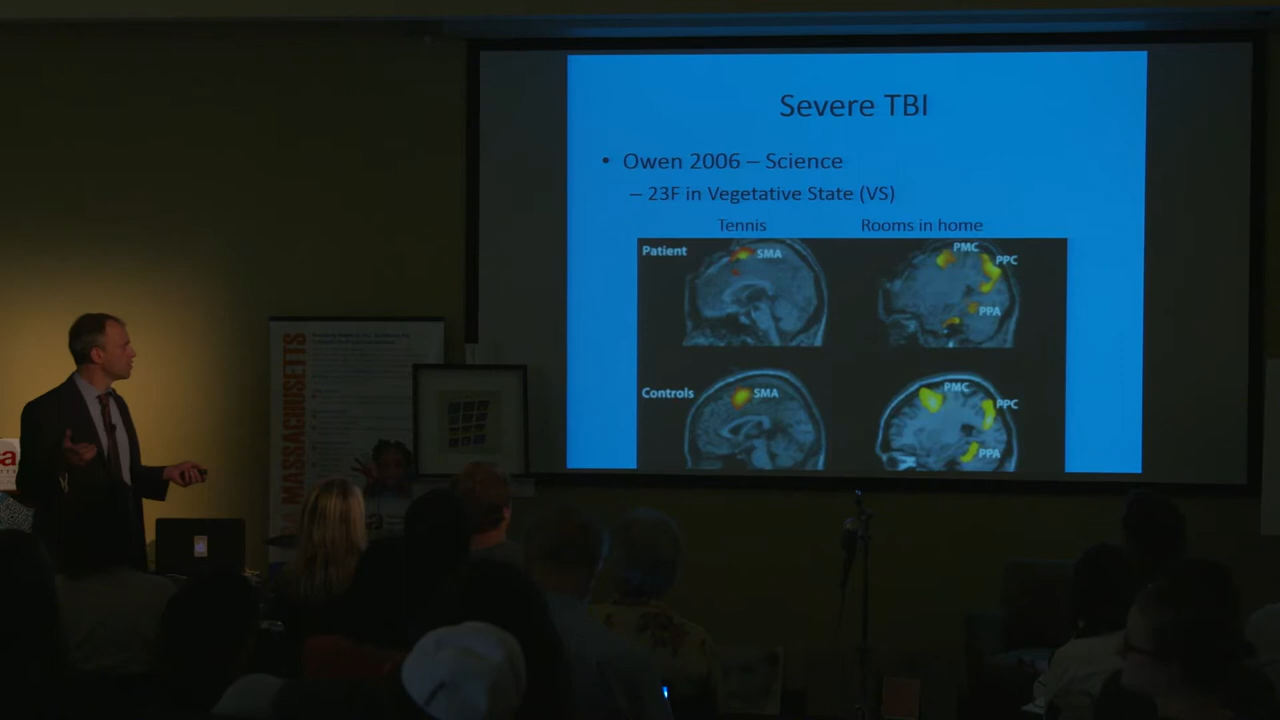 Severe TBI
• Owen 2006 – Science
– 23F in Vegetative State (VS)
Tennis Rooms in home
Patient SMA PMC PPC
PPA
Controls SMA PMC PPC
PPA
MASSACHUSETTS
a